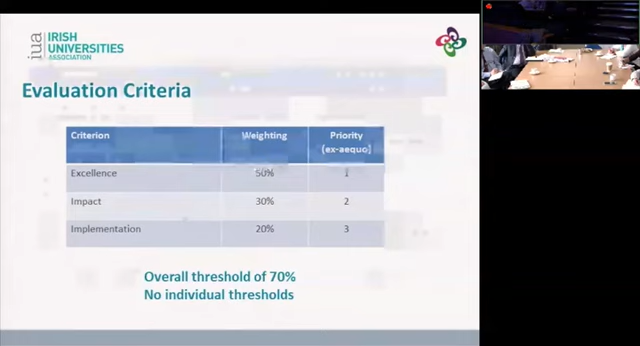 iua
IRISH
UNIVERSITIES
ASSOCIATION
Evaluation Criteria
Criterion Weighting Priority
(ex-aequo)
Excellence 50% 1
Impact 30% 2
Implementation 20% 3
Overall threshold of 70%
No individual thresholds